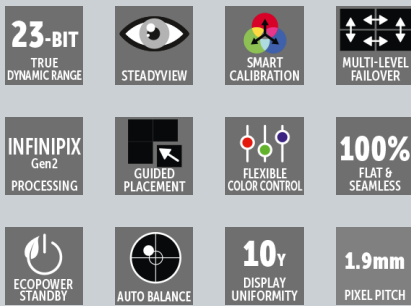 23-BIT
TRUE
DYNAMIC RANGE
STEADYVIEW
SMART
CALIBRATION
MULTI-LEVEL
FAILOVER
INFINIPIX
Gen2
PROCESSING
GUIDED
PLACEMENT
FLEXIBLE
COLOR CONTROL
100%
FLAT &
SEAMLESS
ECOPOWER
STANDBY
AUTO BALANCE
10Y
DISPLAY
UNIFORMITY
1.9mm
PIXEL PITCH